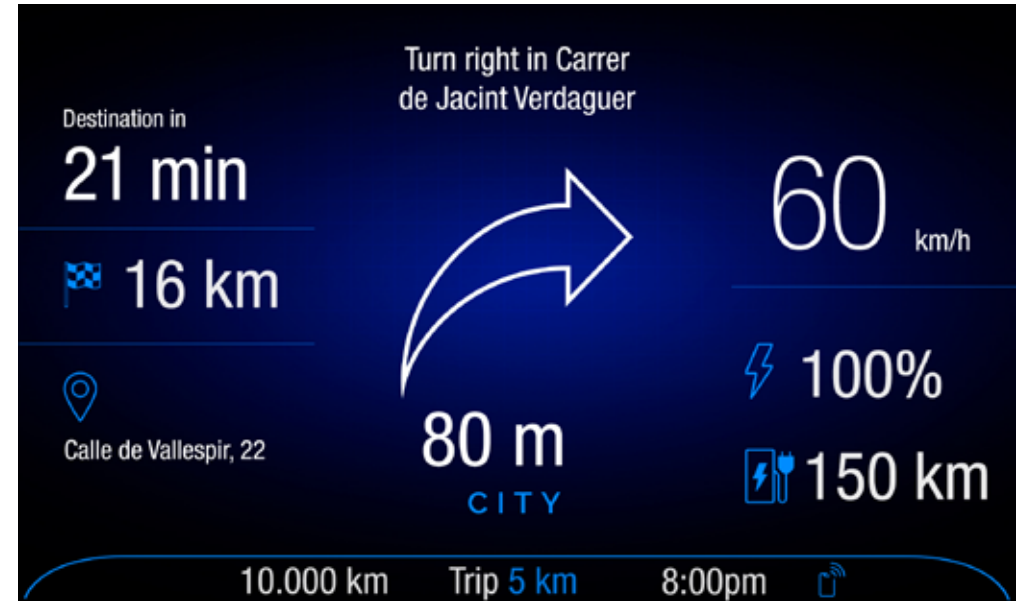 Turn right in Carrer
de Jacint Verdaguer
Destination in
21 min
16 km
Calle de Vallespir, 22
80 m
CITY
60 km/h
100%
150 km
10.000 km Trip 5 km 8:00pm